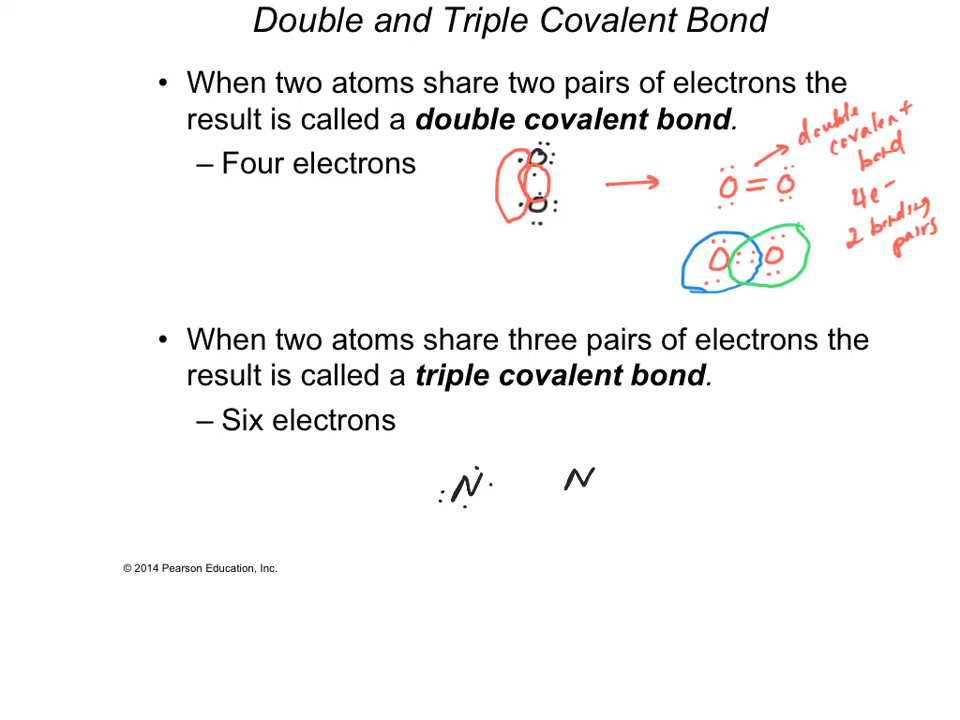 Double and Triple Covalent Bond
• When two atoms share two pairs of electrons the
result is called a double covalent bond.
– Four electrons
O
O
O = O
double
covalent
bond
4e-
2 bonding
pairs
O :: O
• When two atoms share three pairs of electrons the
result is called a triple covalent bond.
– Six electrons
N N
© 2014 Pearson Education, Inc.